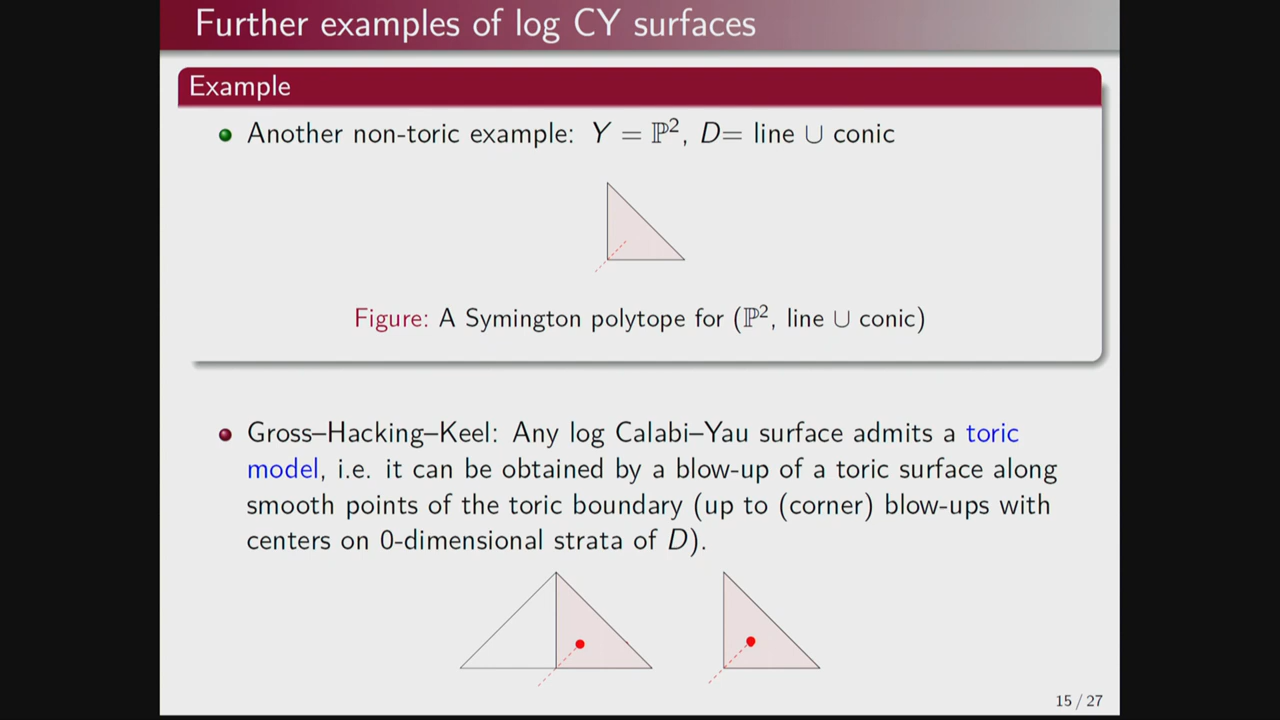 Further examples of log CY surfaces
Example
Another non-toric example: Y = ℙ², D= line ∪ conic
Figure: A Symington polytope for (ℙ², line ∪ conic)
Gross–Hacking–Keel: Any log Calabi–Yau surface admits a toric
model, i.e. it can be obtained by a blow-up of a toric surface along
smooth points of the toric boundary (up to (corner) blow-ups with
centers on 0-dimensional strata of D).
15 / 27